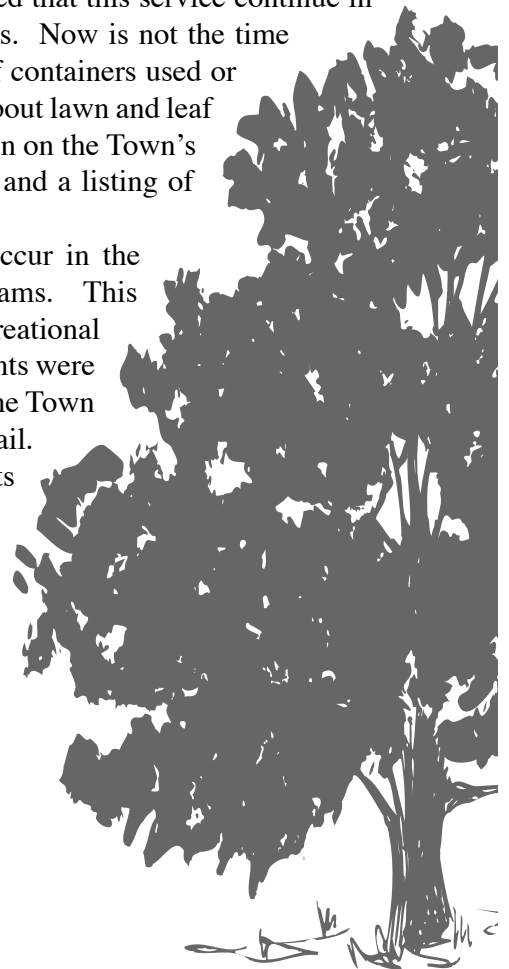 ed that this service continue in
s. Now is not the time
f containers used or
bout lawn and leaf
n on the Town's
and a listing of
ccur in the
ams. This
reational
nts were
he Town
ail.
ts